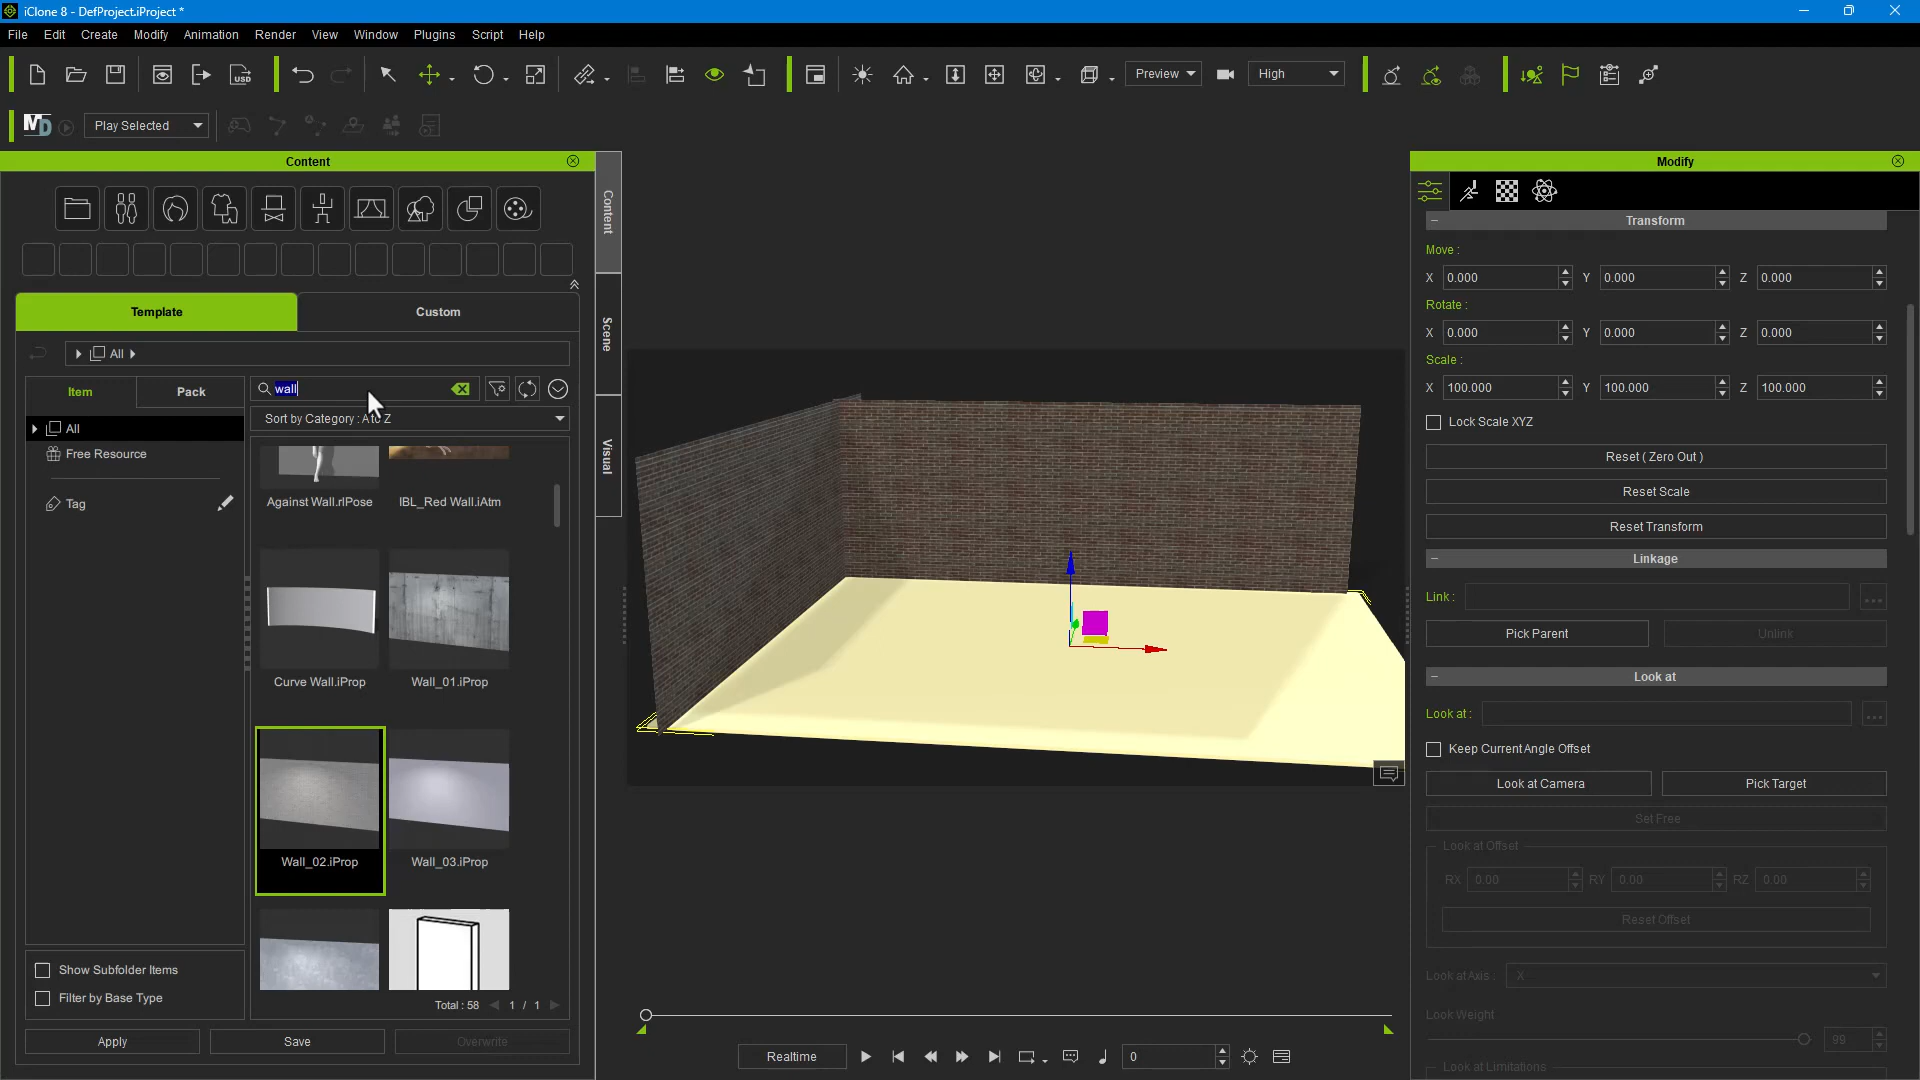 iClone 8 - DefProject.iProject *
File Edit Create Modify Animation Render View Window Plugins Script Help
USD Preview High
MD Play Selected
Content
Template Custom
All
Item Pack
wall
Sort by Category : A to Z
All
Free Resource
Tag
Against Wall.rlPose IBL_Red Wall.iAtm
Curve Wall.iProp Wall_01.iProp
Wall_02.iProp Wall_03.iProp
Show Subfolder Items
Filter by Base Type
Total : 58 1 / 1
Apply Save Overwrite
Content
Scene
Visual
Realtime 0
Modify
Transform
Move :
X 0.000 Y 0.000 Z 0.000
Rotate :
X 0.000 Y 0.000 Z 0.000
Scale :
X 100.000 Y 100.000 Z 100.000
Lock Scale XYZ
Reset ( Zero Out )
Reset Scale
Reset Transform
Linkage
Link : ...
Pick Parent Unlink
Look at
Look at : ...
Keep Current Angle Offset
Look at Camera Pick Target
Set Free
Look at Offset
RX 0.00 RY 0.00 RZ 0.00
Reset Offset
Look at Axis : X
Look Weight
99
Look at Limitations